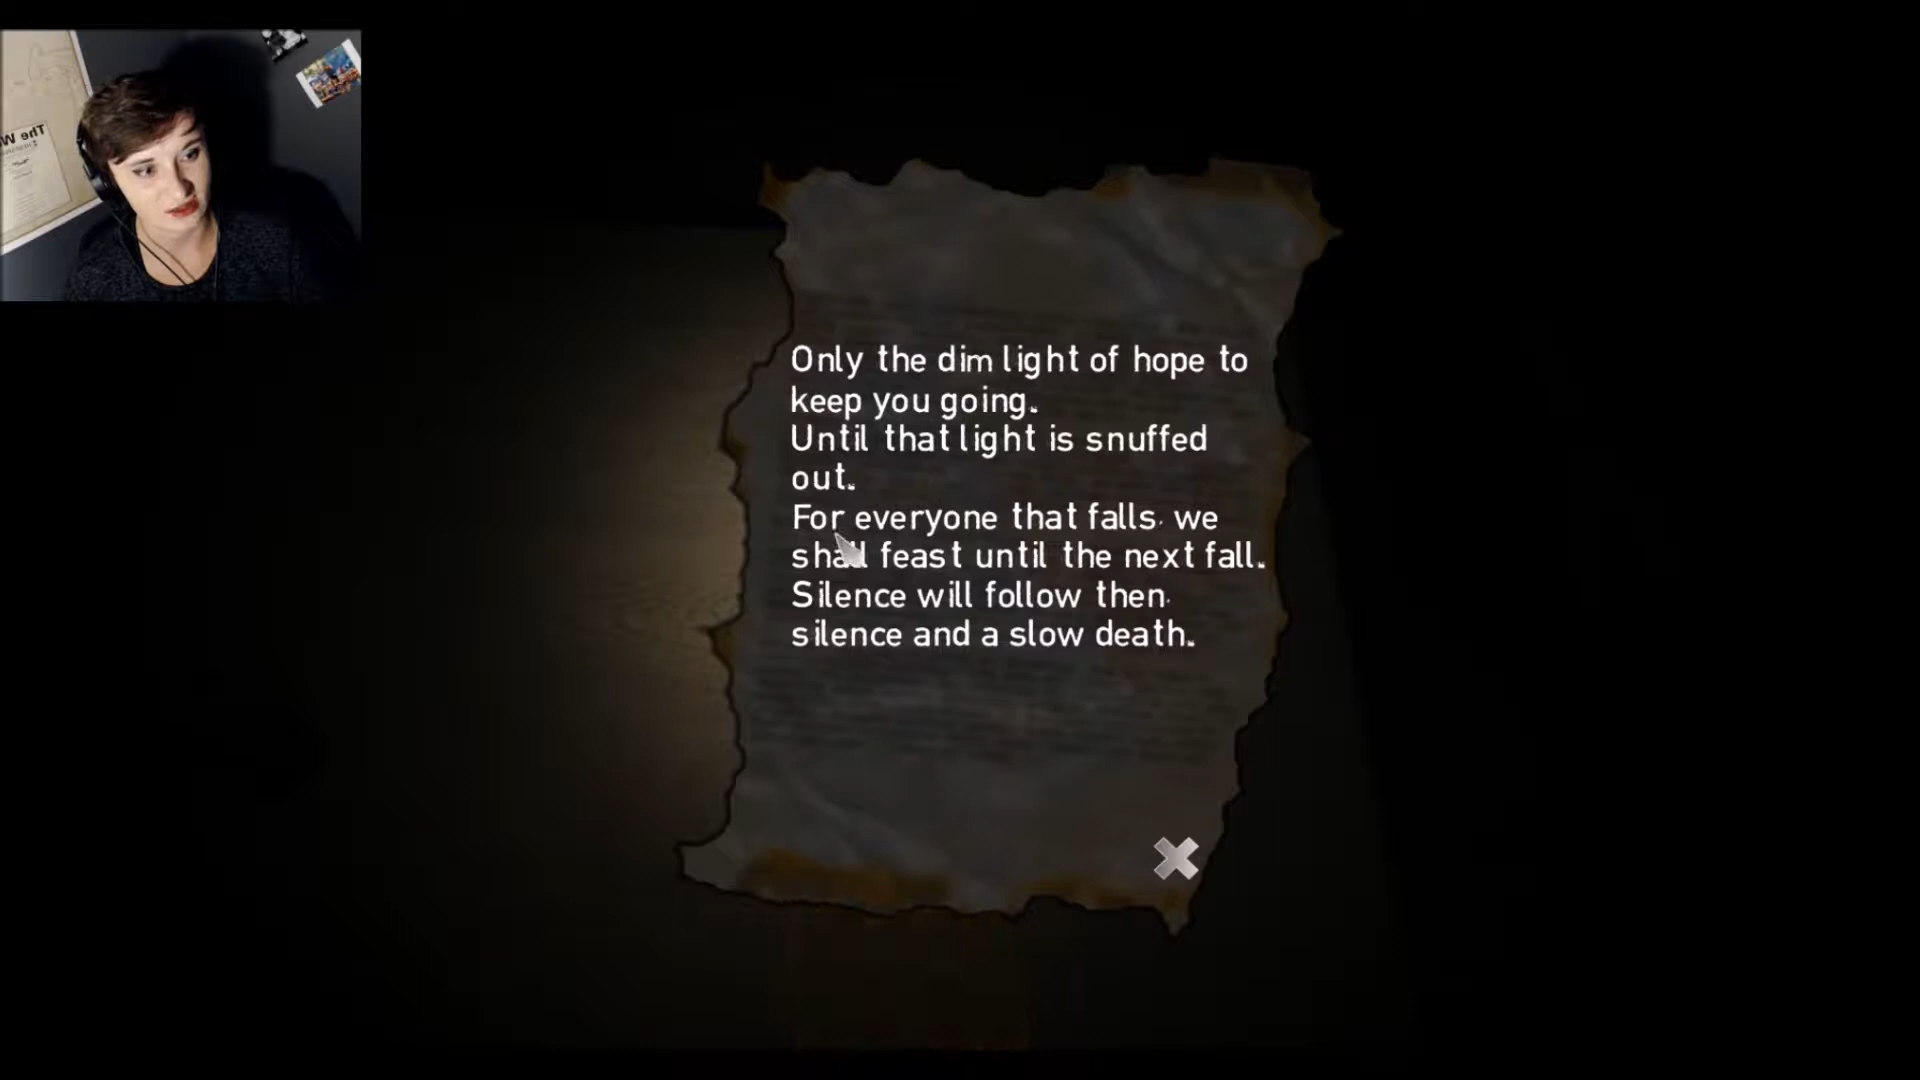 The W
Only the dim light of hope to
keep you going.
Until that light is snuffed
out.
For everyone that falls, we
shall feast until the next fall.
Silence will follow then,
silence and a slow death.